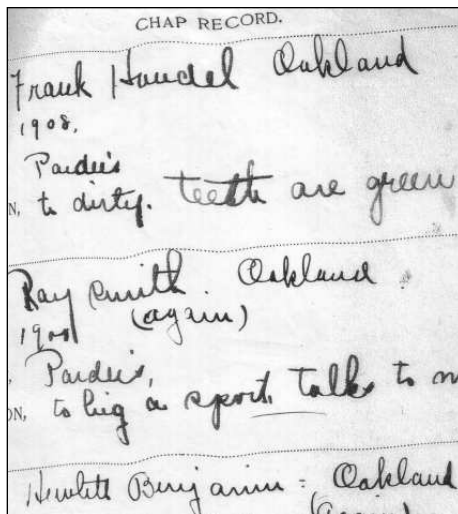 CHAP RECORD.
Frank Handel Oakland
1908.
Pardee's
N, to dirty. teeth are green
Ray Smith. Oakland
(again)
1908
, Pardee's,
ON, to big a sport. talks to m
Hewlett Benjamin = Oakland
(again)